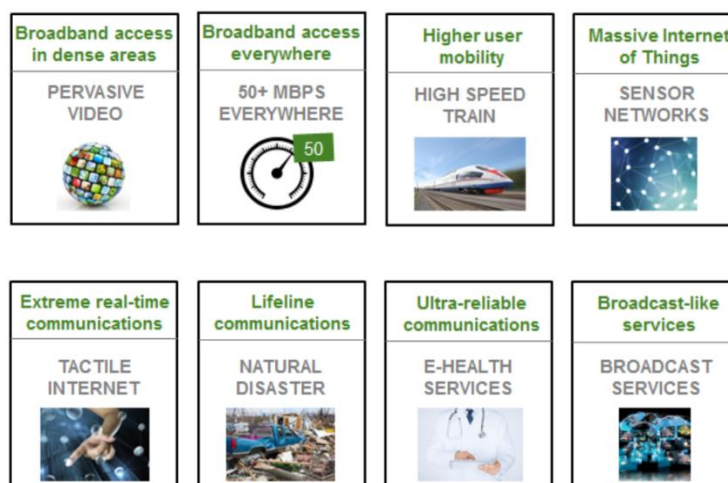 Broadband access
in dense areas
PERVASIVE
VIDEO
Broadband access
everywhere
50+ MBPS
EVERYWHERE
50
Higher user
mobility
HIGH SPEED
TRAIN
Massive Internet
of Things
SENSOR
NETWORKS
Extreme real-time
communications
TACTILE
INTERNET
Lifeline
communications
NATURAL
DISASTER
Ultra-reliable
communications
E-HEALTH
SERVICES
Broadcast-like
services
BROADCAST
SERVICES